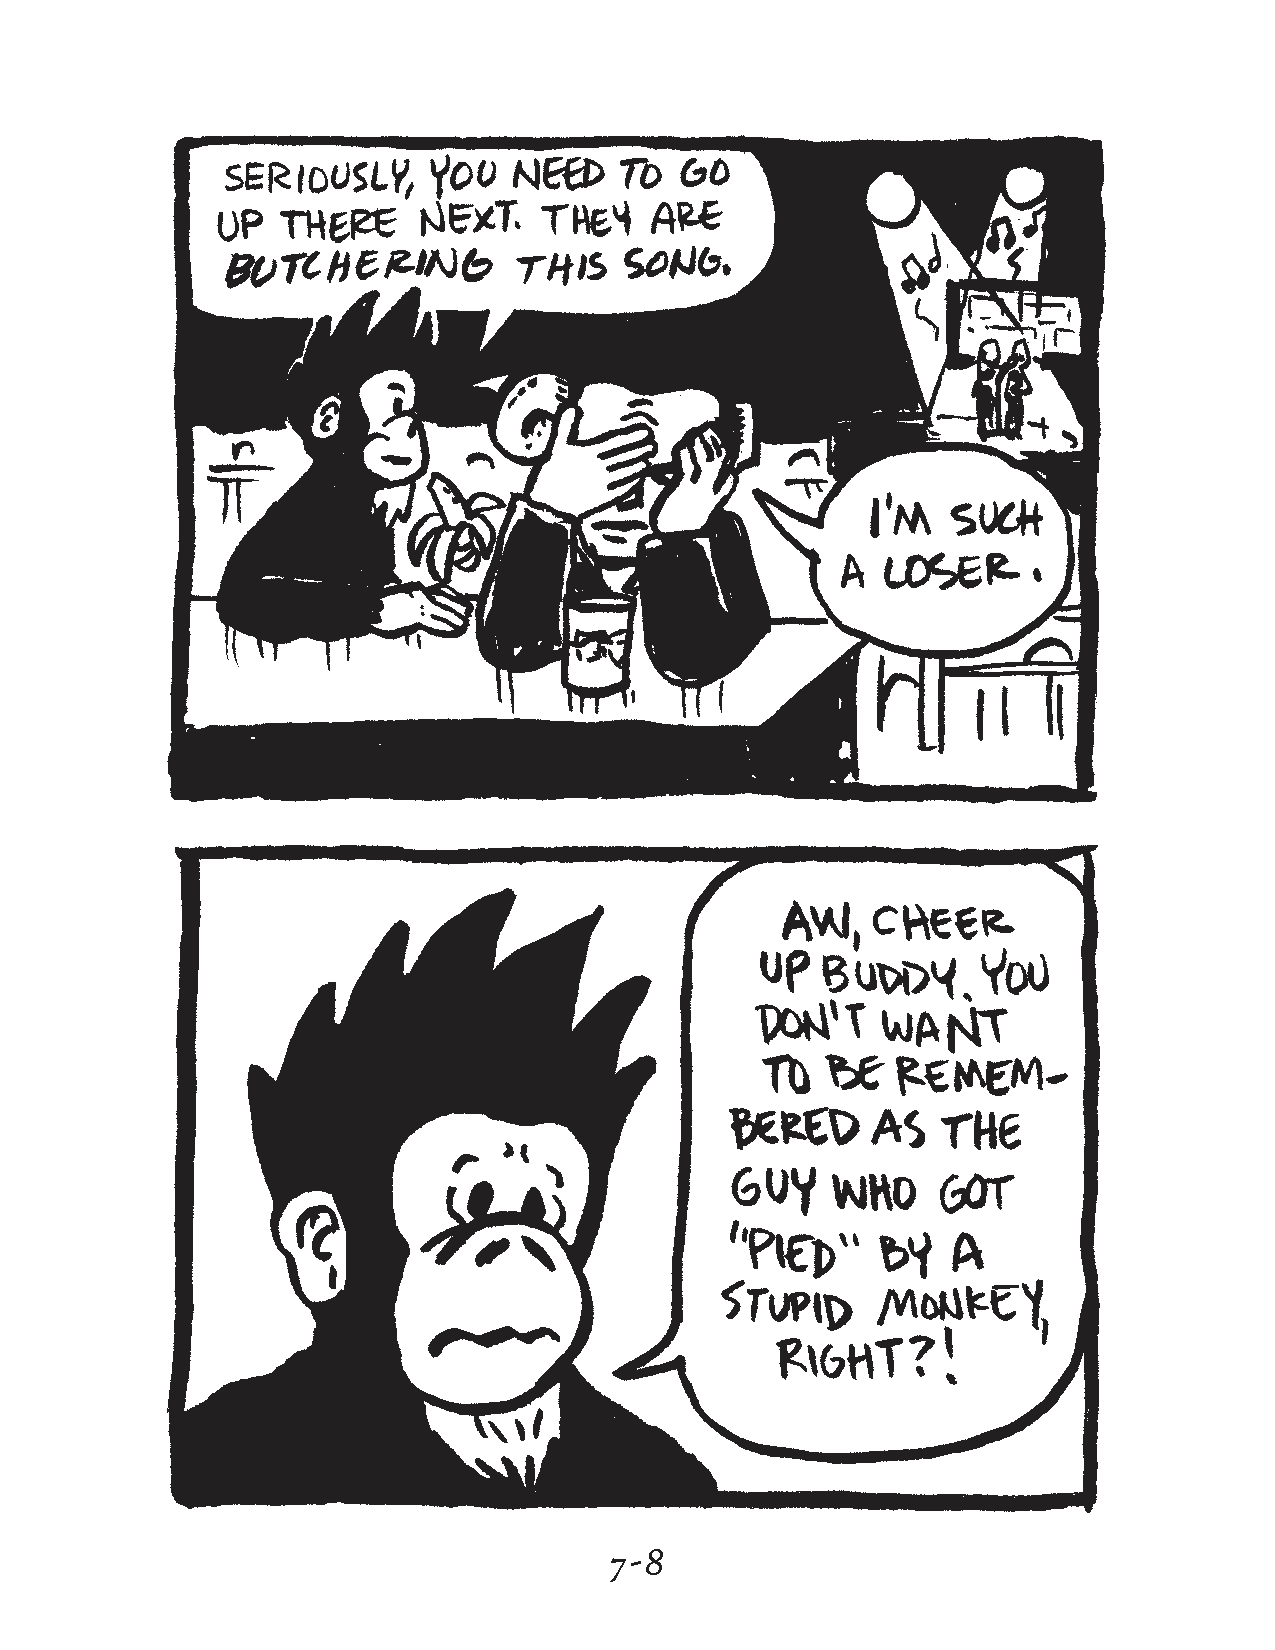 SERIOUSLY, YOU NEED TO GO
UP THERE NEXT. THEY ARE
BUTCHERING THIS SONG.
I'M SUCH
A LOSER.
AW, CHEER
UP BUDDY. YOU
DON'T WANT
TO BE REMEM-
BERED AS THE
GUY WHO GOT
"PIED" BY A
STUPID MONKEY,
RIGHT?!
7-8